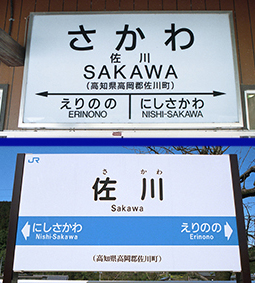 さかわ
佐川
SAKAWA
(高知県高岡郡佐川町)
えりのの にしさかわ
ERINONO NISHI-SAKAWA
JR
さ か わ
佐 川
Sakawa
にしさかわ えりのの
Nishi-Sakawa Erinono
(高知県高岡郡佐川町)